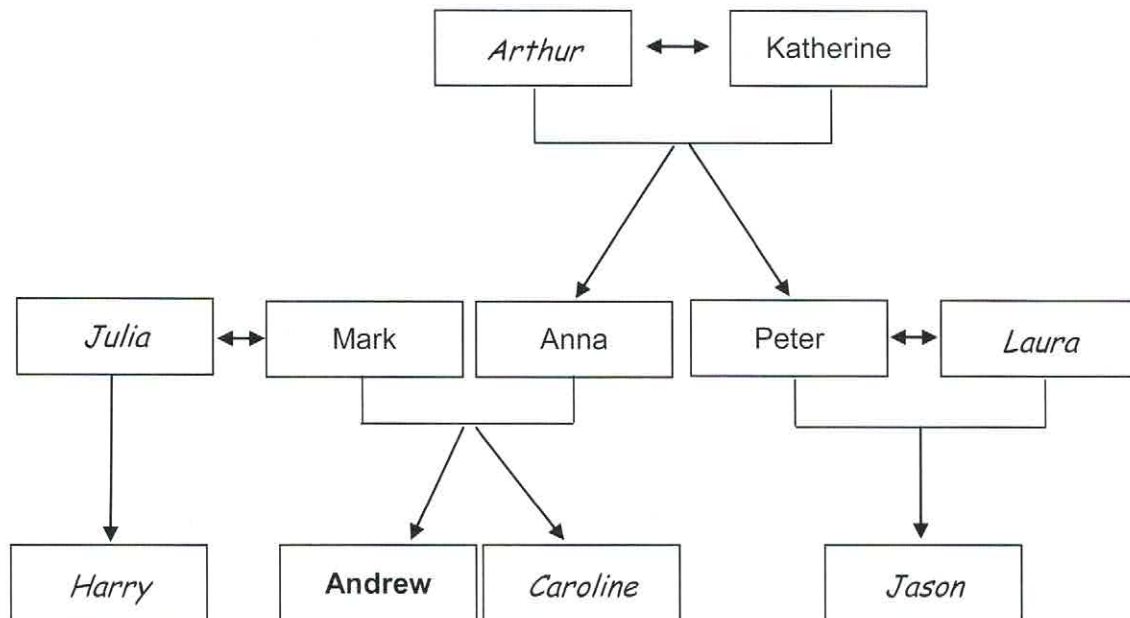 Arthur
Katherine
Julia
Mark
Anna
Peter
Laura
Harry
Andrew
Caroline
Jason